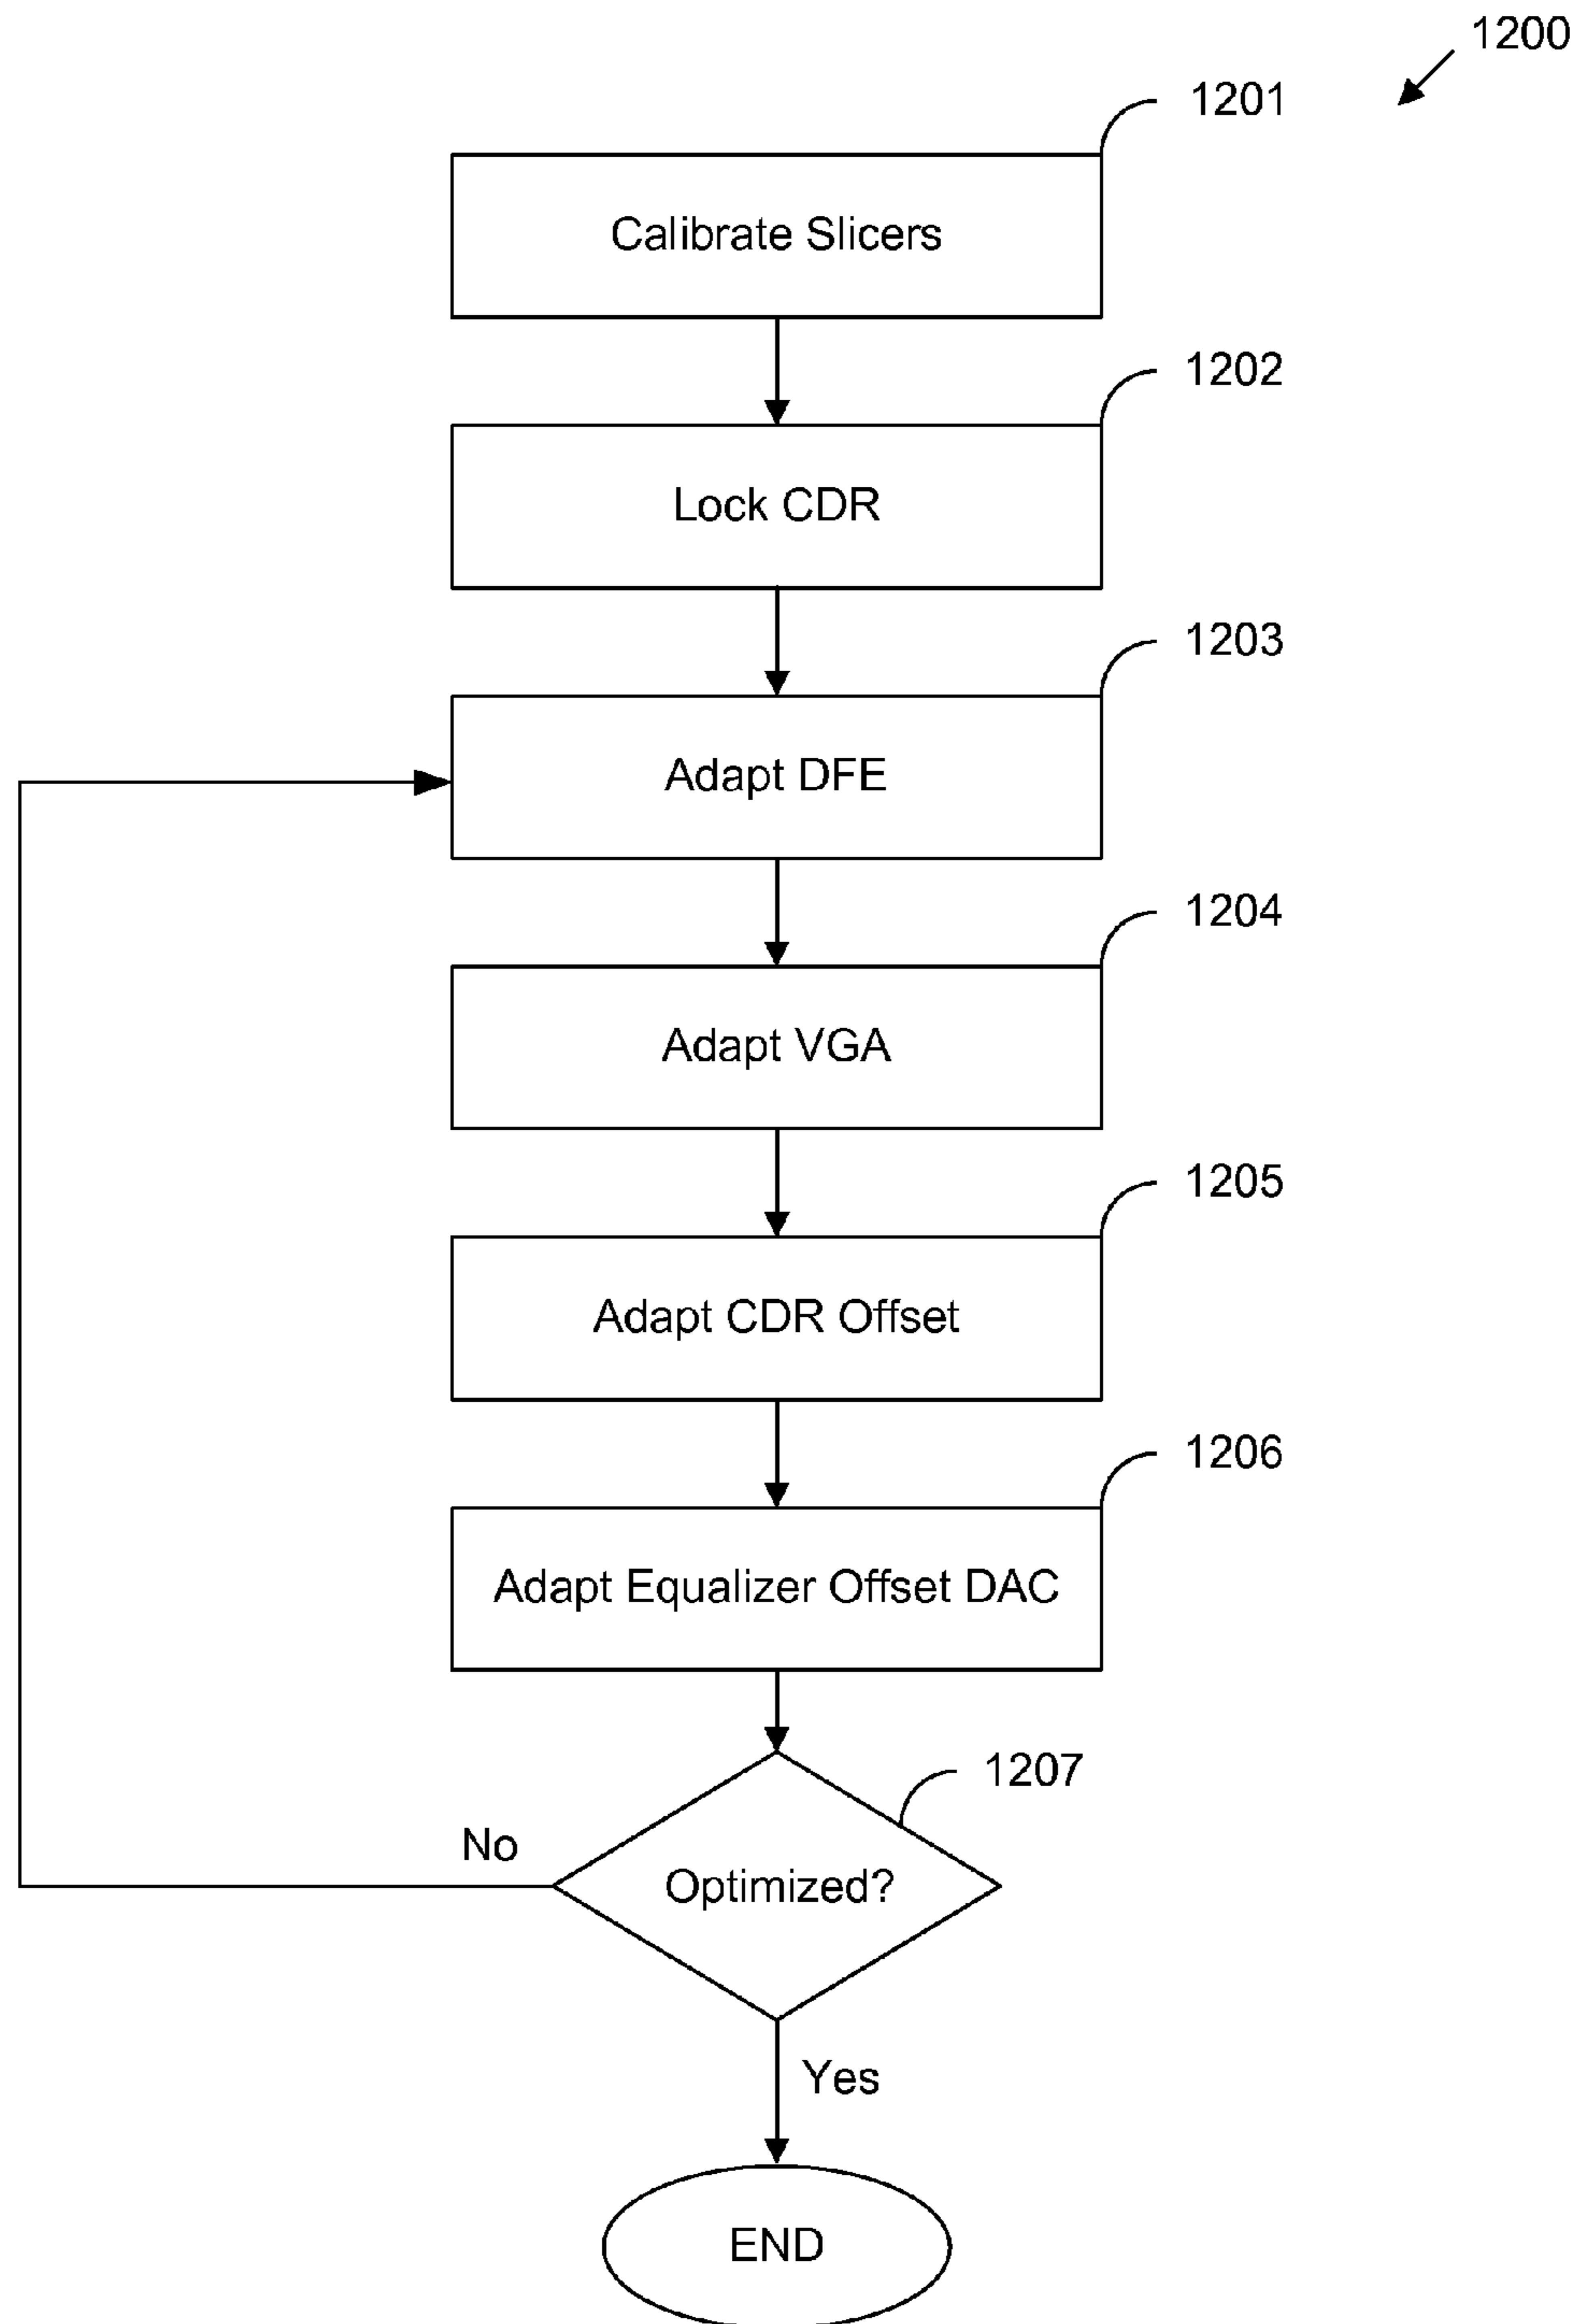 1200
1201
Calibrate Slicers
1202
Lock CDR
1203
Adapt DFE
1204
Adapt VGA
1205
Adapt CDR Offset
1206
Adapt Equalizer Offset DAC
1207
No
Optimized?
Yes
END